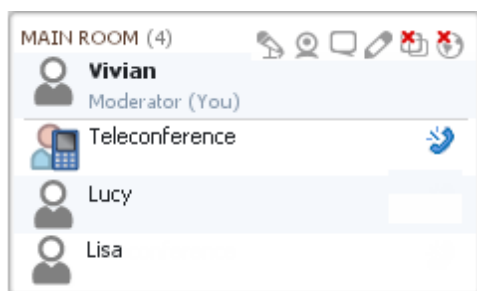 MAIN ROOM (4)
Vivian
Moderator (You)
Teleconference
Lucy
Lisa